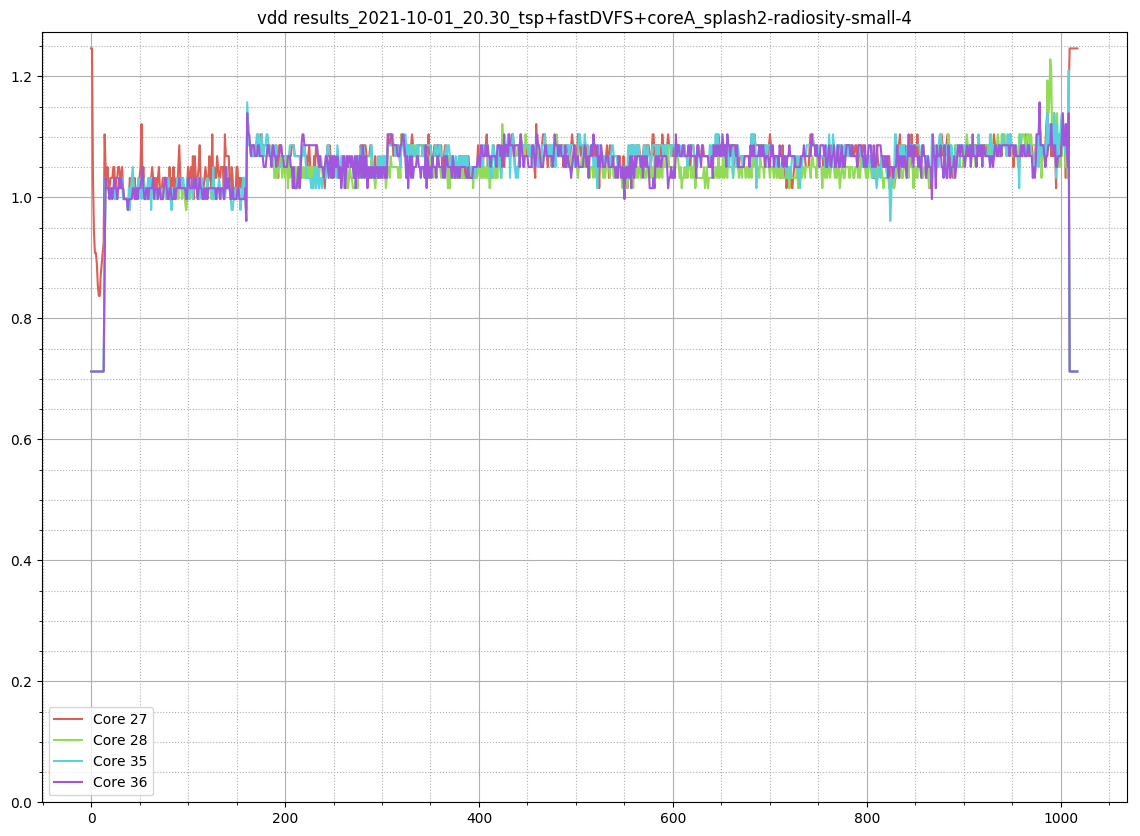 vdd results_2021-10-01_20.30_tsp+fastDVFS+coreA_splash2-radiosity-small-4
1.2
1.0
0.8
0.6
0.4
0.2
0.0
Core 27
Core 28
Core 35
Core 36
0 200 400 600 800 1000